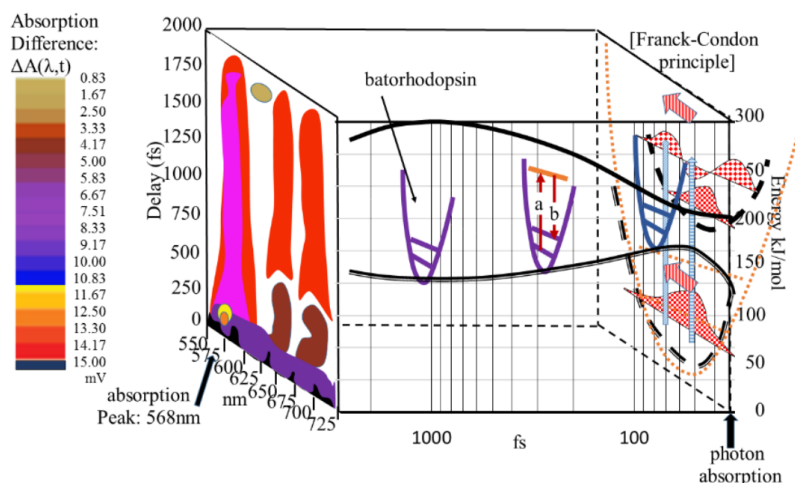 Absorption
Difference:
ΔA(λ,t)
0.83
1.67
2.50
3.33
4.17
5.00
5.83
6.67
7.51
8.33
9.17
10.00
10.83
11.67
12.50
13.30
14.17
15.00
mV
2000
1750
1500
1250
1000
750
500
250
0
Delay (fs)
550
575
600
625
650
675
700
725
nm
absorption
Peak: 568nm
batorhodopsin
a
b
[Franck-Condon
principle]
300
50
200
150
100
50
0
Energy kJ/mol
1000
fs
100
photon
absorption